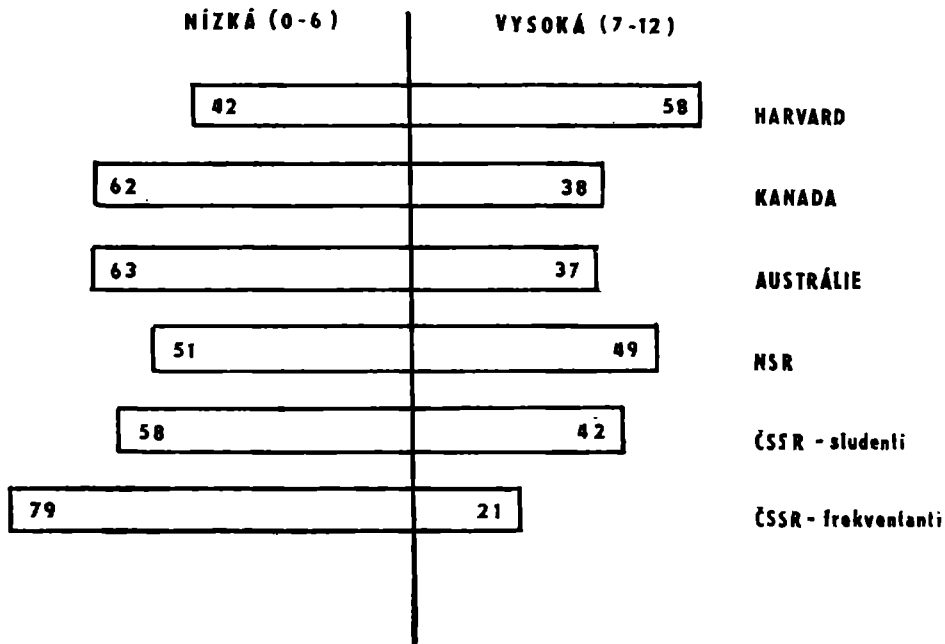 NÍZKÁ (0-6) VYSOKÁ (7-12)
42 58 HARVARD
62 38 KANADA
63 37 AUSTRÁLIE
51 49 NSR
58 42 ČSSR - studenti
79 21 ČSSR - frekventanti